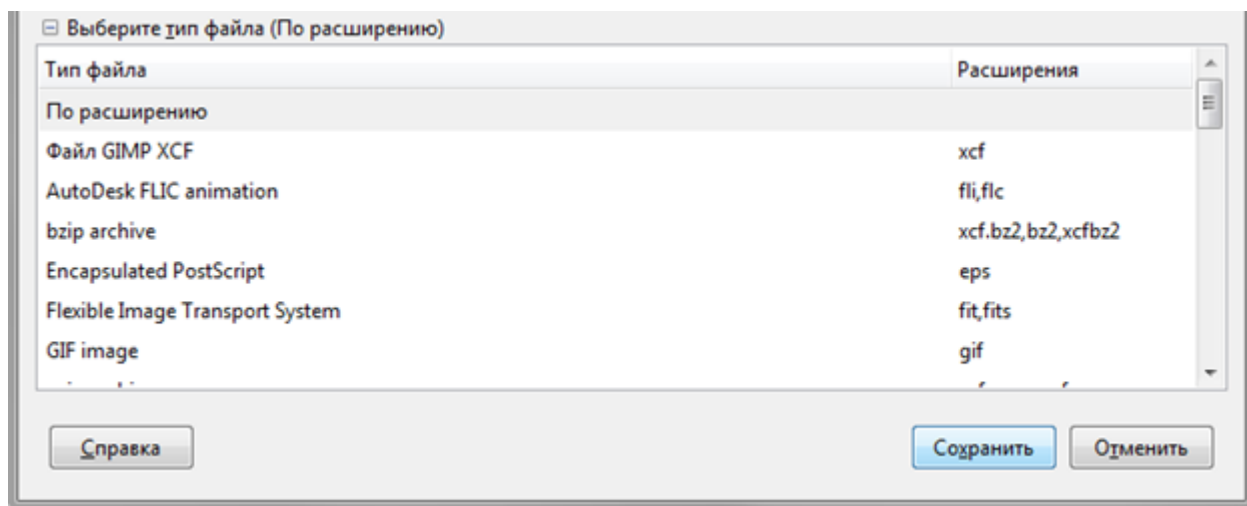 Выберите тип файла (По расширению)
Тип файла Расширения
По расширению
Файл GIMP XCF xcf
AutoDesk FLIC animation fli,flc
bzip archive xcf.bz2,bz2,xcfbz2
Encapsulated PostScript eps
Flexible Image Transport System fit,fits
GIF image gif
Справка Сохранить Отменить